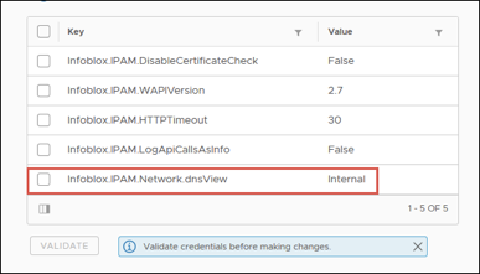 Key Value
Infoblox.IPAM.DisableCertificateCheck False
Infoblox.IPAM.WAPIVersion 2.7
Infoblox.IPAM.HTTPTimeout 30
Infoblox.IPAM.LogApiCallsAsInfo False
Infoblox.IPAM.Network.dnsView Internal
1 - 5 OF 5
VALIDATE Validate credentials before making changes.